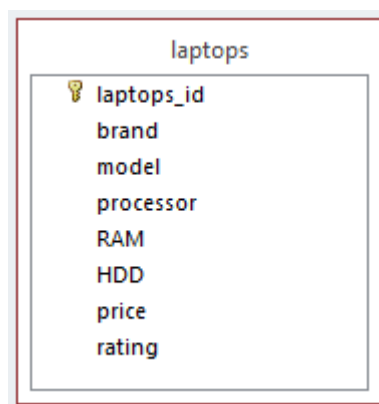 laptops
laptops_id
brand
model
processor
RAM
HDD
price
rating